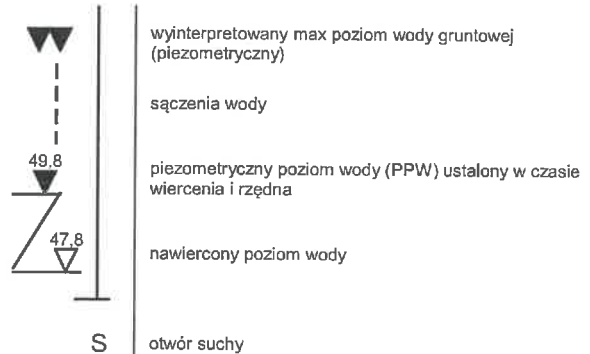 wyinterpretowany max poziom wody gruntowej
(piezometryczny)
sączenia wody
49,8
piezometryczny poziom wody (PPW) ustalony w czasie
wiercenia i rzędna
47,8
nawiercony poziom wody
S
otwór suchy